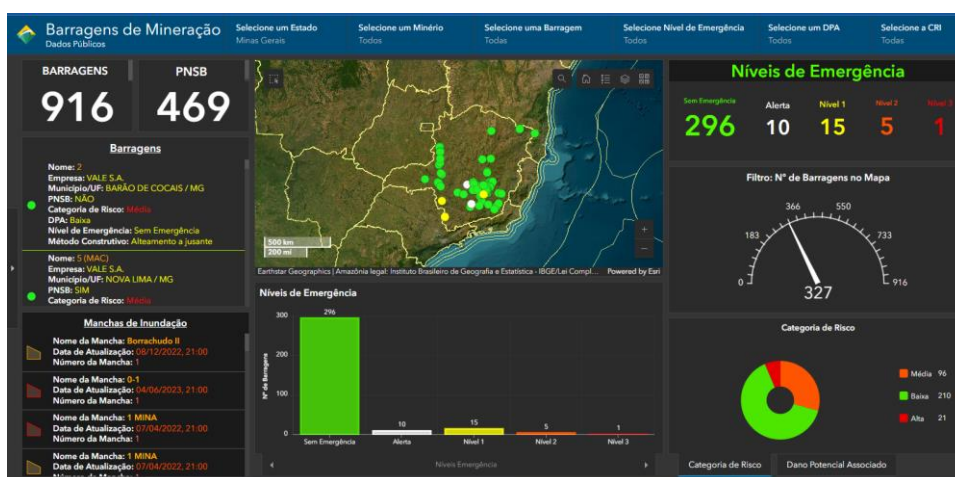 Barragens de Mineração
Dados Públicos
Selecione um Estado
Minas Gerais
Selecione um Minério
Todos
Selecione uma Barragem
Todas
Selecione Nível de Emergência
Todos
Selecione um DPA
Todos
Selecione a CRI
Todas
BARRAGENS
916
PNSB
469
Barragens
Nome: 2
Empresa: VALE S.A.
Município/UF: BARÃO DE COCAIS / MG
PNSB: NÃO
Categoria de Risco: Média
DPA: Baixa
Nível de Emergência: Sem Emergência
Método Construtivo: Alteamento a jusante
Nome: 5 (MAC)
Empresa: VALE S.A.
Município/UF: NOVA LIMA / MG
PNSB: SIM
Categoria de Risco: Média
Manchas de Inundação
Nome da Mancha: Borrachudo II
Data de Atualização: 08/12/2022, 21:00
Número da Mancha: 1
Nome da Mancha: 0-1
Data de Atualização: 04/06/2023, 21:00
Número da Mancha: 1
Nome da Mancha: 1 MINA
Data de Atualização: 07/04/2022, 21:00
Número da Mancha: 1
Nome da Mancha: 1 MINA
Data de Atualização: 07/04/2022, 21:00
Número da Mancha: 1
500 km
200 mi
Earthstar Geographics | Amazônia legal: Instituto Brasileiro de Geografia e Estatística - IBGE/Lei Compl... Powered by Esri
Níveis de Emergência
Nº de Barragens
300
200
100
0
296
10
15
5
1
Sem Emergência
Alerta
Nível 1
Nível 2
Nível 3
Níveis Emergência
Níveis de Emergência
Sem Emergência
296
Alerta
10
Nível 1
15
Nível 2
5
Nível 3
1
Filtro: Nº de Barragens no Mapa
0
183
366
550
733
916
327
Categoria de Risco
Média 96
Baixa 210
Alta 21
Categoria de Risco
Dano Potencial Associado